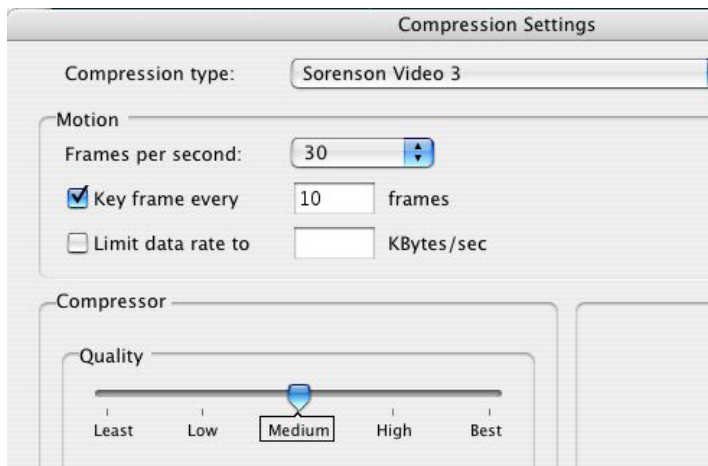 Compression Settings
Compression type: Sorenson Video 3
Motion
Frames per second: 30
Key frame every 10 frames
Limit data rate to KBytes/sec
Compressor
Quality
Least Low Medium High Best